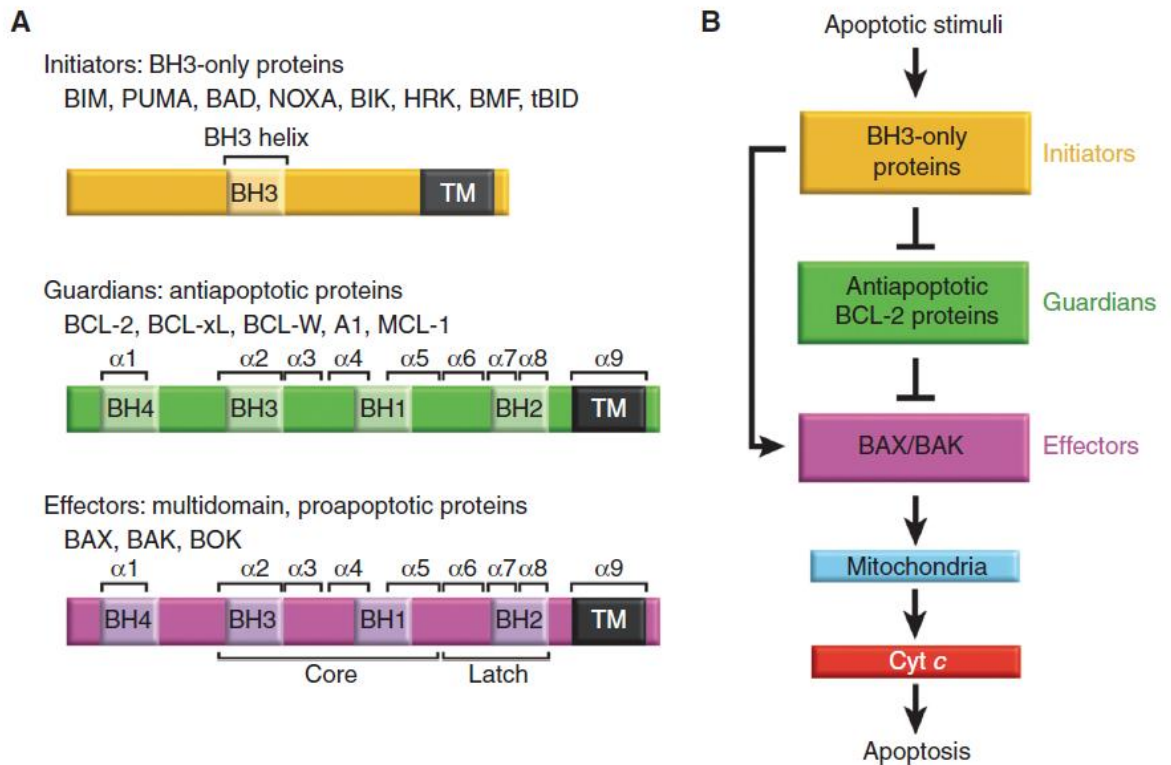 A
Initiators: BH3-only proteins
BIM, PUMA, BAD, NOXA, BIK, HRK, BMF, tBID
BH3 helix
BH3 TM
Guardians: antiapoptotic proteins
BCL-2, BCL-xL, BCL-W, A1, MCL-1
α1 α2 α3 α4 α5 α6 α7 α8 α9
BH4 BH3 BH1 BH2 TM
Effectors: multidomain, proapoptotic proteins
BAX, BAK, BOK
α1 α2 α3 α4 α5 α6 α7 α8 α9
BH4 BH3 BH1 BH2 TM
Core Latch
B
Apoptotic stimuli
BH3-only
proteins
Initiators
Antiapoptotic
BCL-2 proteins
Guardians
BAX/BAK
Effectors
Mitochondria
Cyt c
Apoptosis